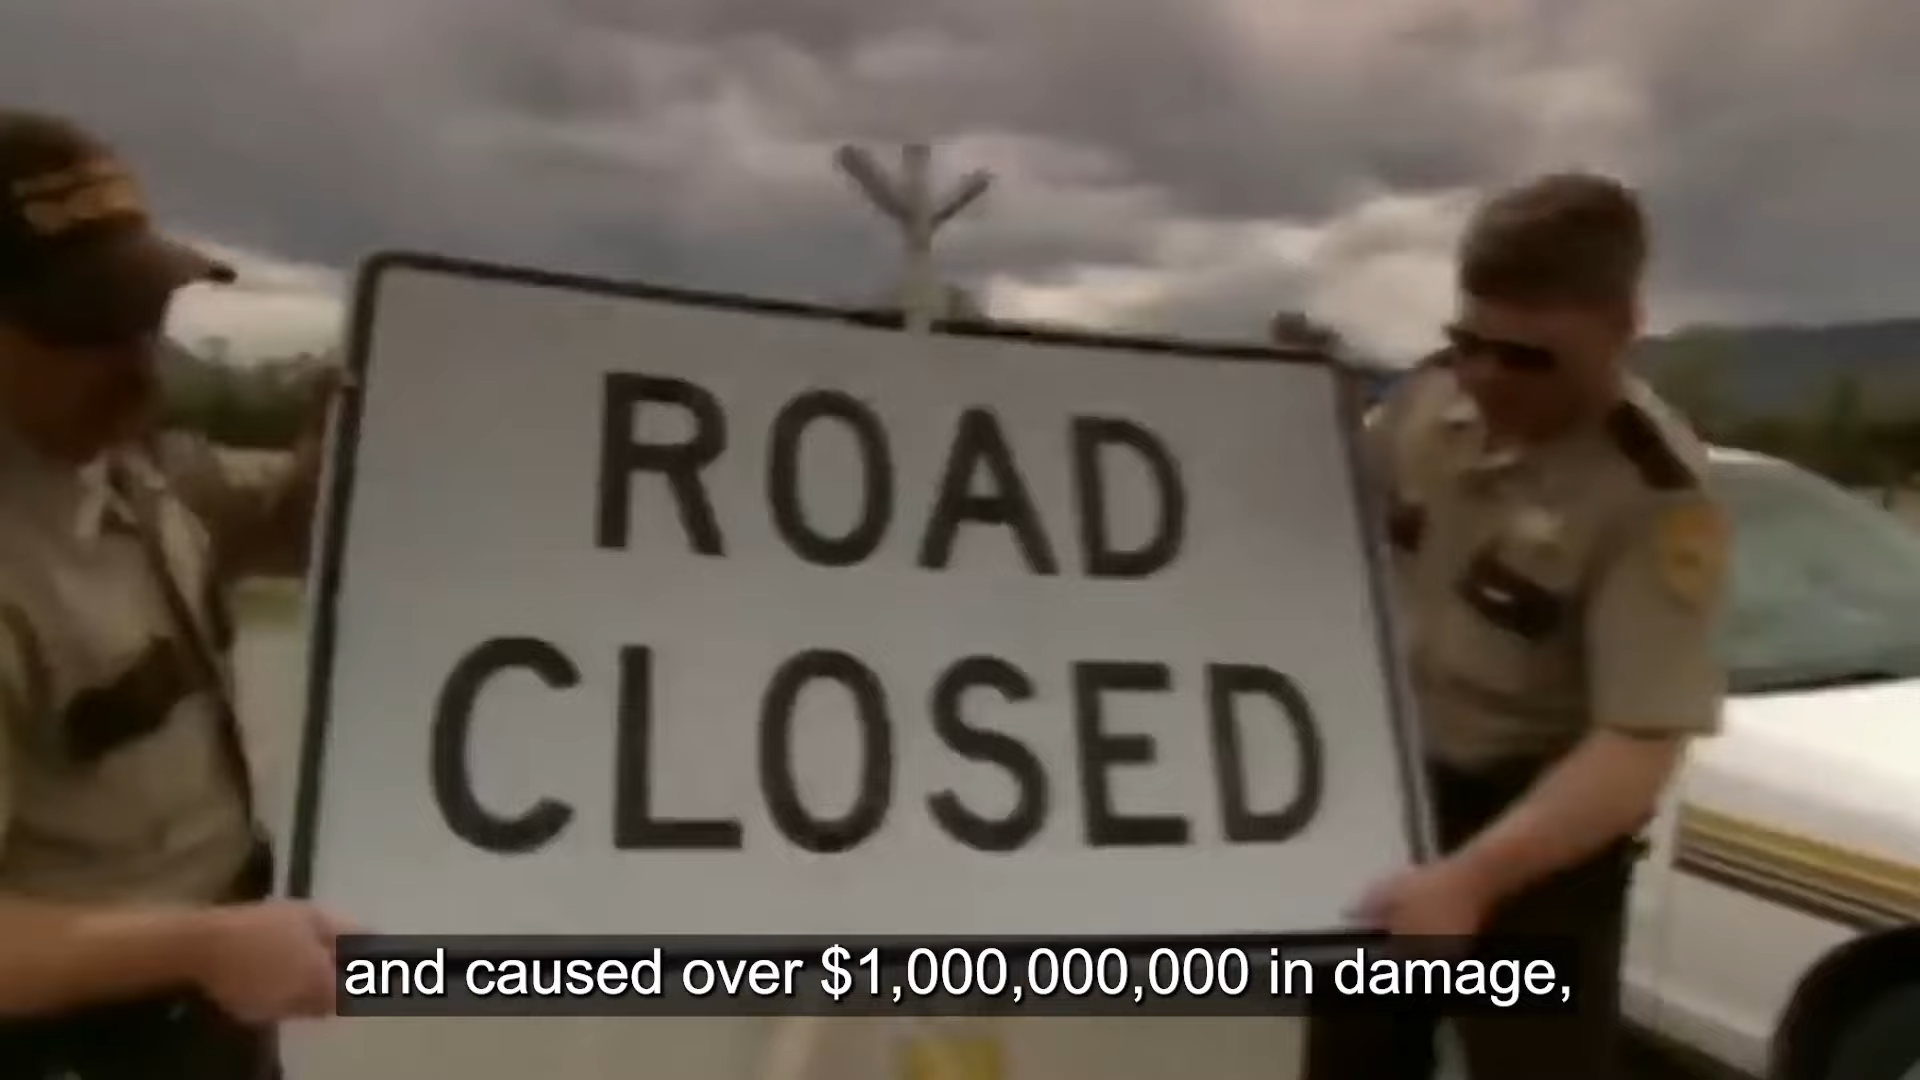 ROAD
CLOSED
and caused over $1,000,000,000 in damage,